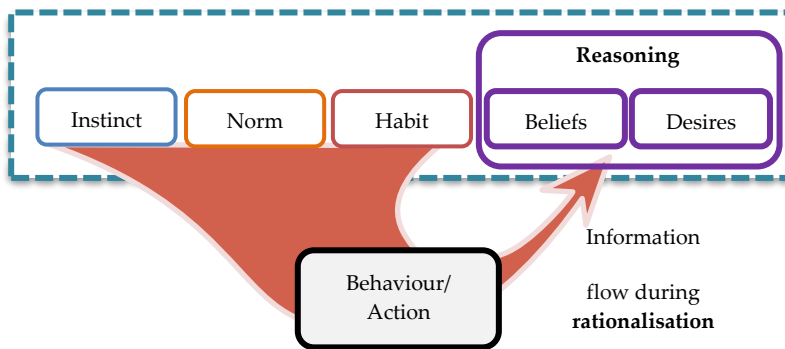 Reasoning
Instinct
Norm
Habit
Beliefs
Desires
Information
flow during
rationalisation
Behaviour/
Action